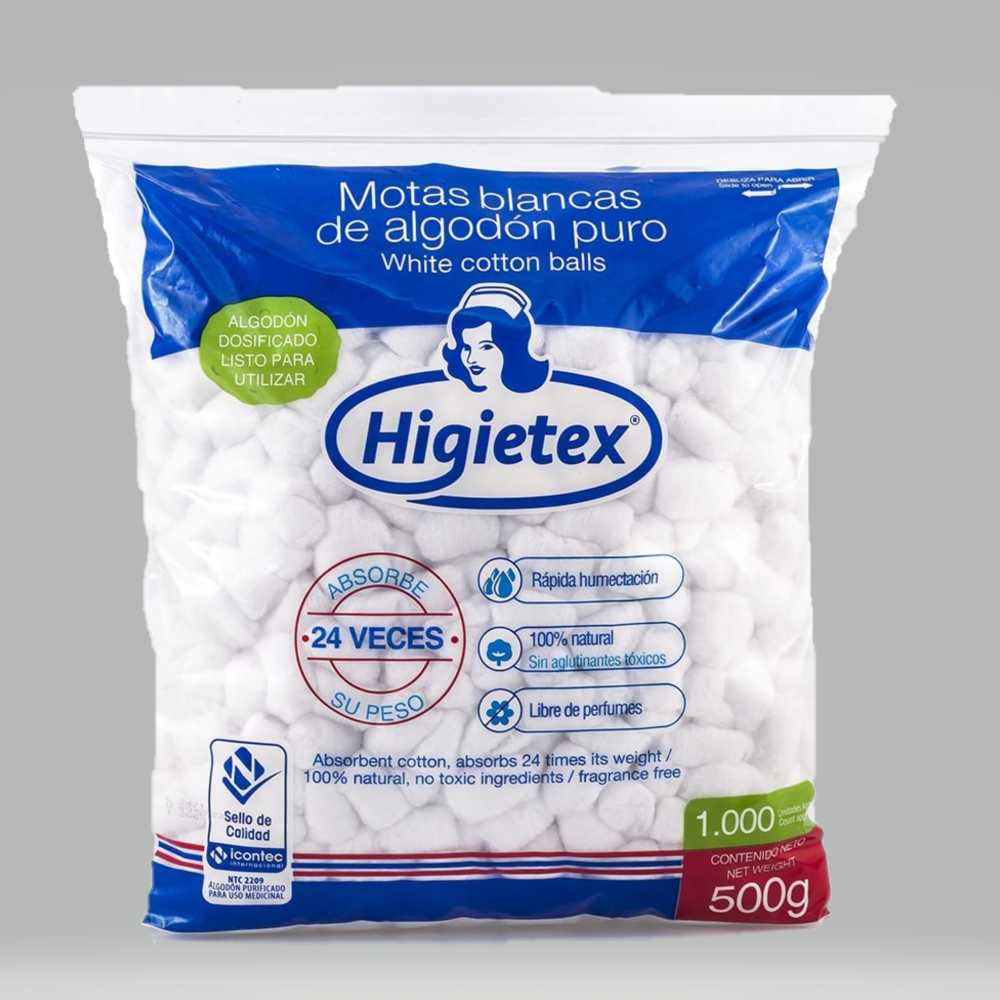 Motas blancas
de algodón puro
White cotton balls
DESLIZA PARA ABRIR
Slide to open
ALGODÓN
DOSIFICADO
LISTO PARA
UTILIZAR
Higietex®
ABSORBE
24 VECES
SU PESO
Rápida humectación
100% natural
Sin aglutinantes tóxicos
Libre de perfumes
Absorbent cotton, absorbs 24 times its weight /
100% natural, no toxic ingredients / fragrance free
Sello de
Calidad
icontec
internacional
NTC 2209
ALGODÓN PURIFICADO
PARA USO MEDICINAL
1.000
Unidades
Count
CONTENIDO NETO
NET WEIGHT
500g